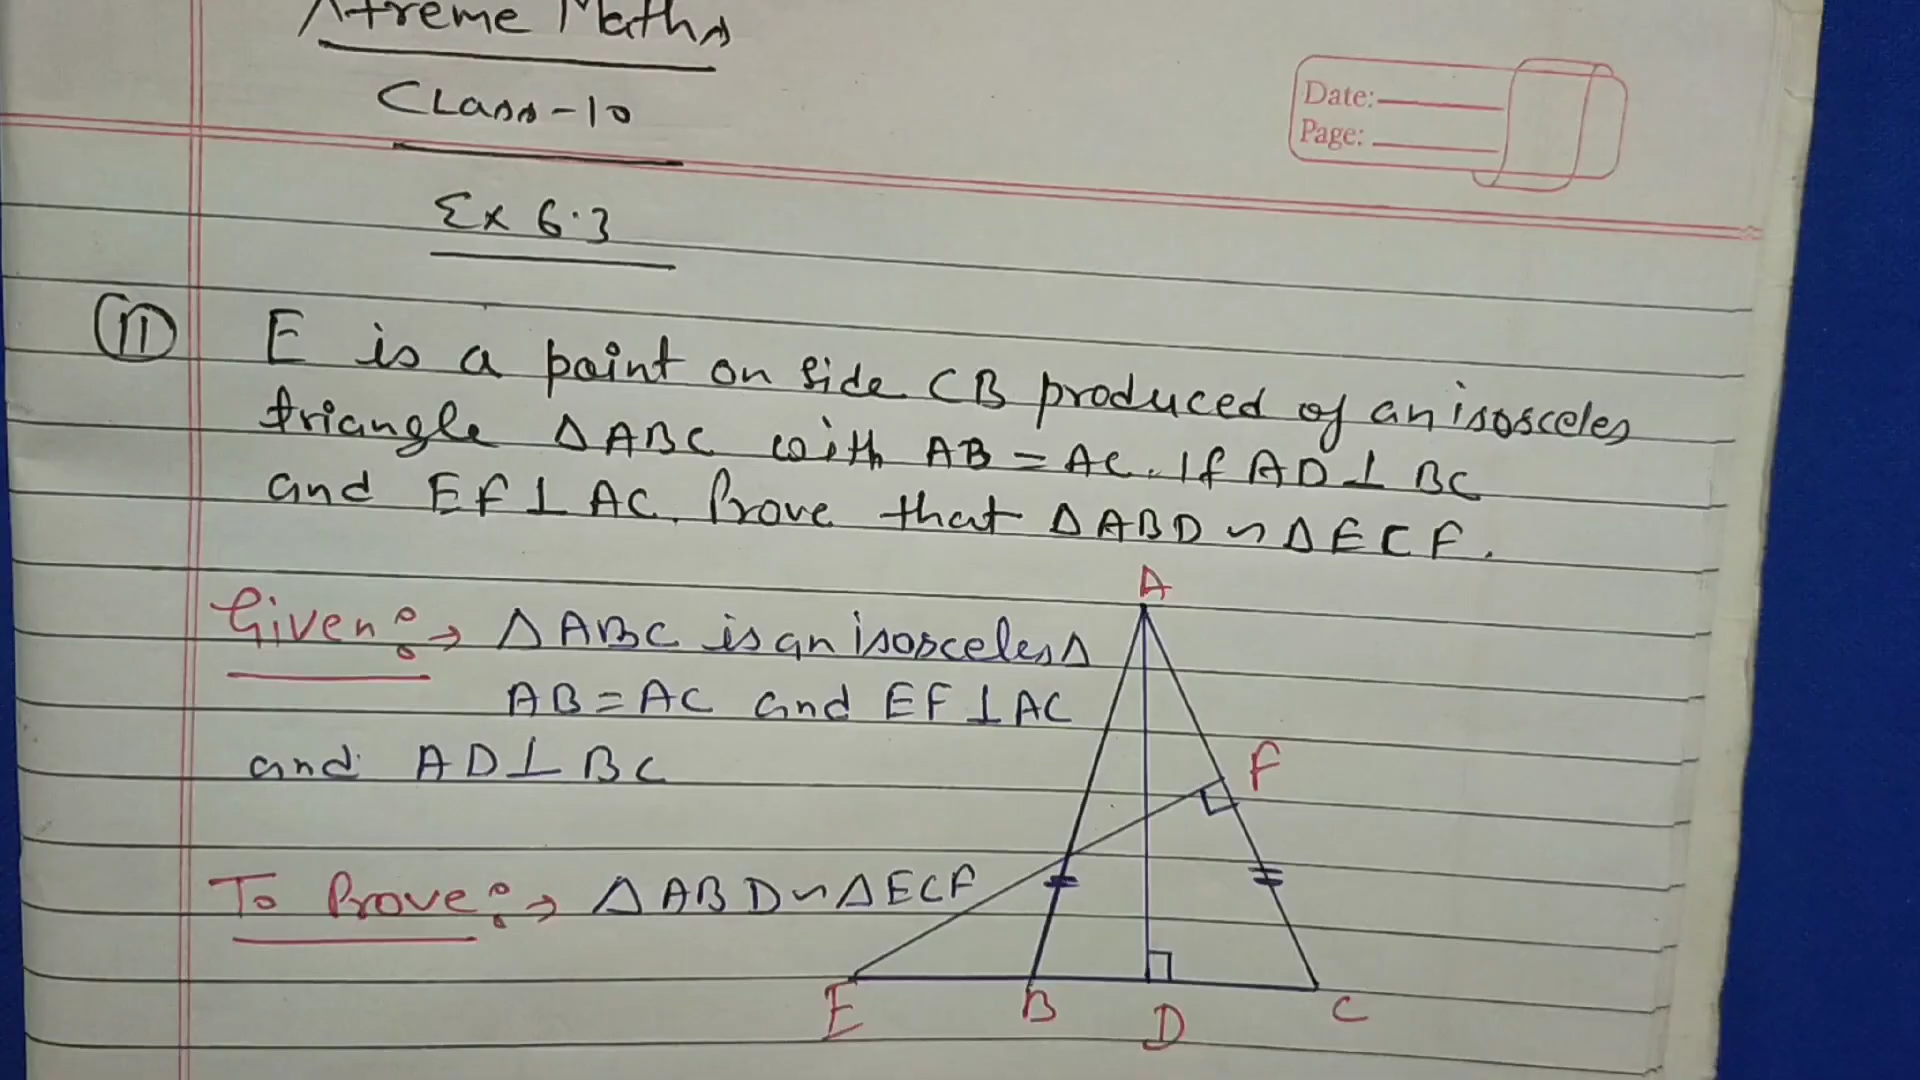 Xtreme Maths
Class-10
Date:
Page:
Ex 6.3
11 E is a point on side CB produced of an isosceles
triangle ΔABC with AB = AC. If AD ⊥ BC
and EF ⊥ AC. Prove that ΔABD ∽ ΔECF.
Given :→ ΔABC is an isosceles Δ
AB = AC and EF ⊥ AC
and AD ⊥ BC
To Prove :→ ΔABD ∽ ΔECF
A
F
E
B
D
C